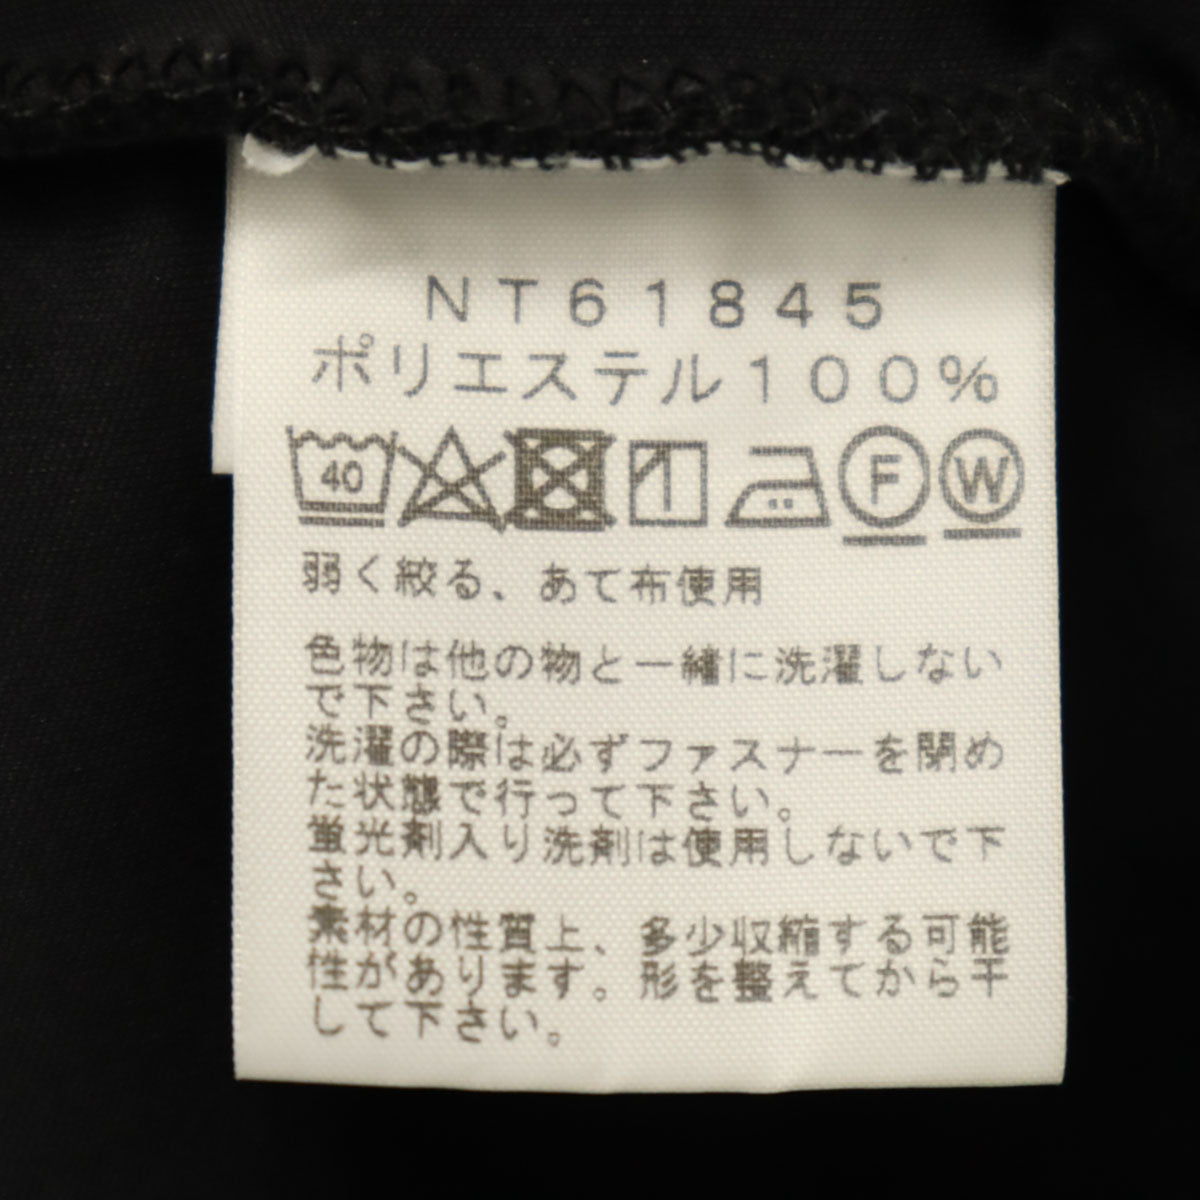 NT61845
ポリエステル100%
40 F W
弱く絞る、あて布使用
色物は他の物と一緒に洗濯しない
で下さい。
洗濯の際は必ずファスナーを閉め
た状態で行って下さい。
蛍光剤入り洗剤は使用しないで下
さい。
素材の性質上、多少収縮する可能
性があります。形を整えてから干
して下さい。